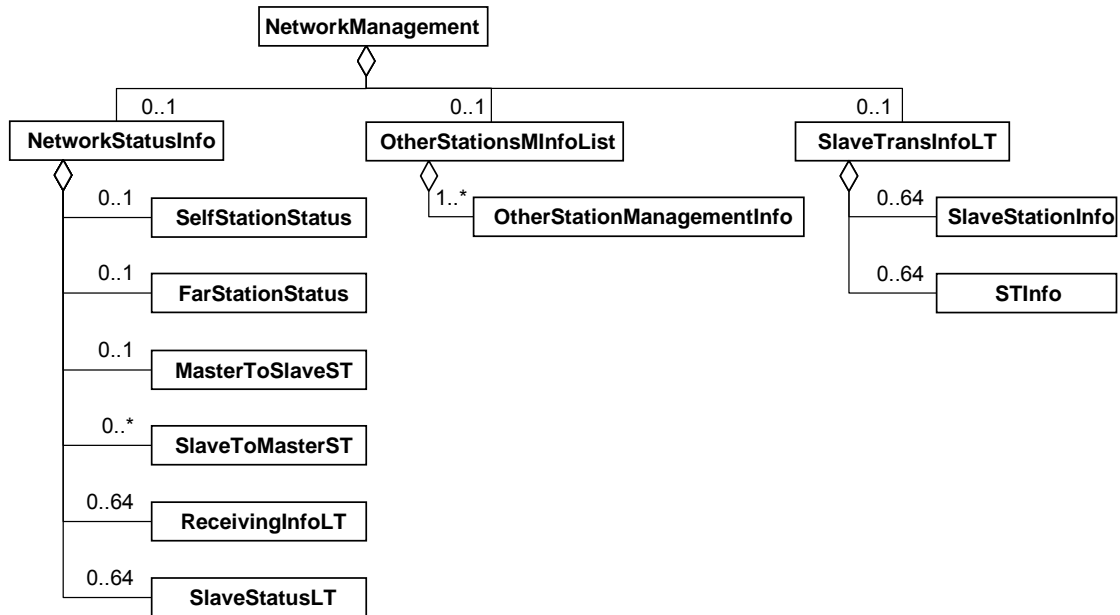 NetworkManagement
0..1 0..1 0..1
NetworkStatusInfo OtherStationsMInfoList SlaveTransInfoLT
0..1 1..* 0..64
SelfStationStatus OtherStationManagementInfo SlaveStationInfo
0..1 0..64
FarStationStatus STInfo
0..1
MasterToSlaveST
0..*
SlaveToMasterST
0..64
ReceivingInfoLT
0..64
SlaveStatusLT